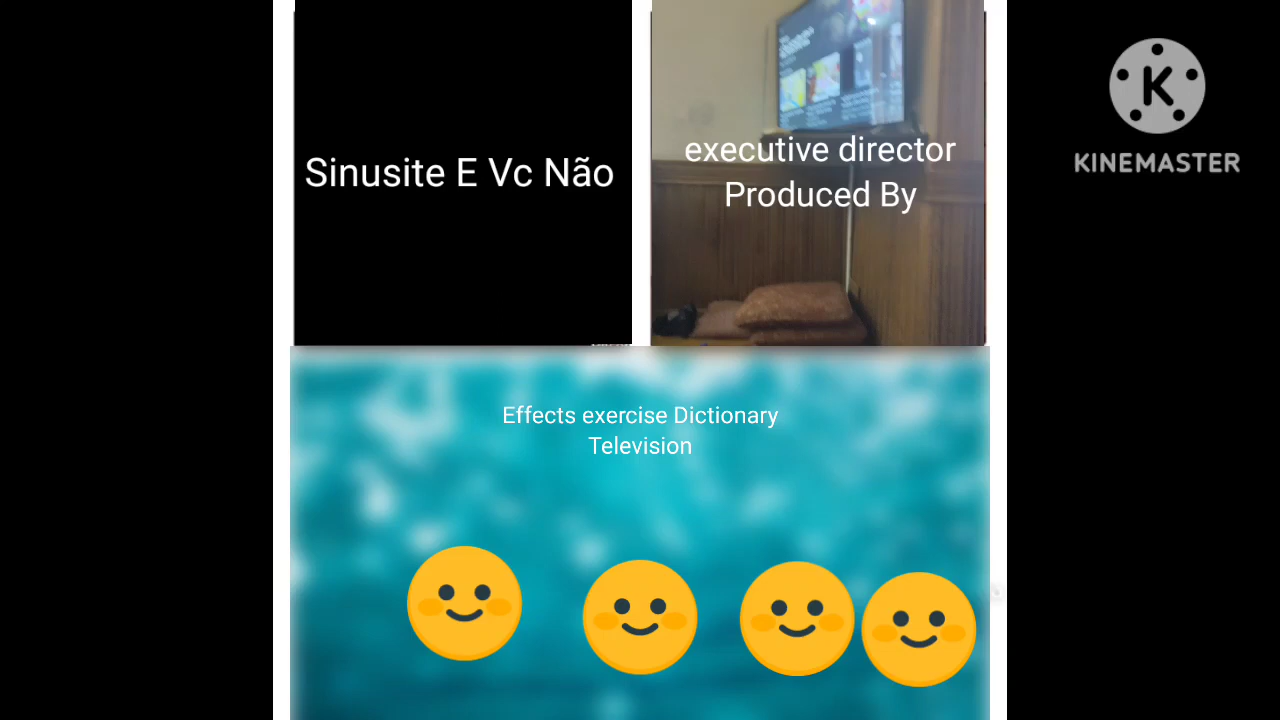 Sinusite E Vc Não
executive director
Produced By
KINEMASTER
Effects exercise Dictionary
Television